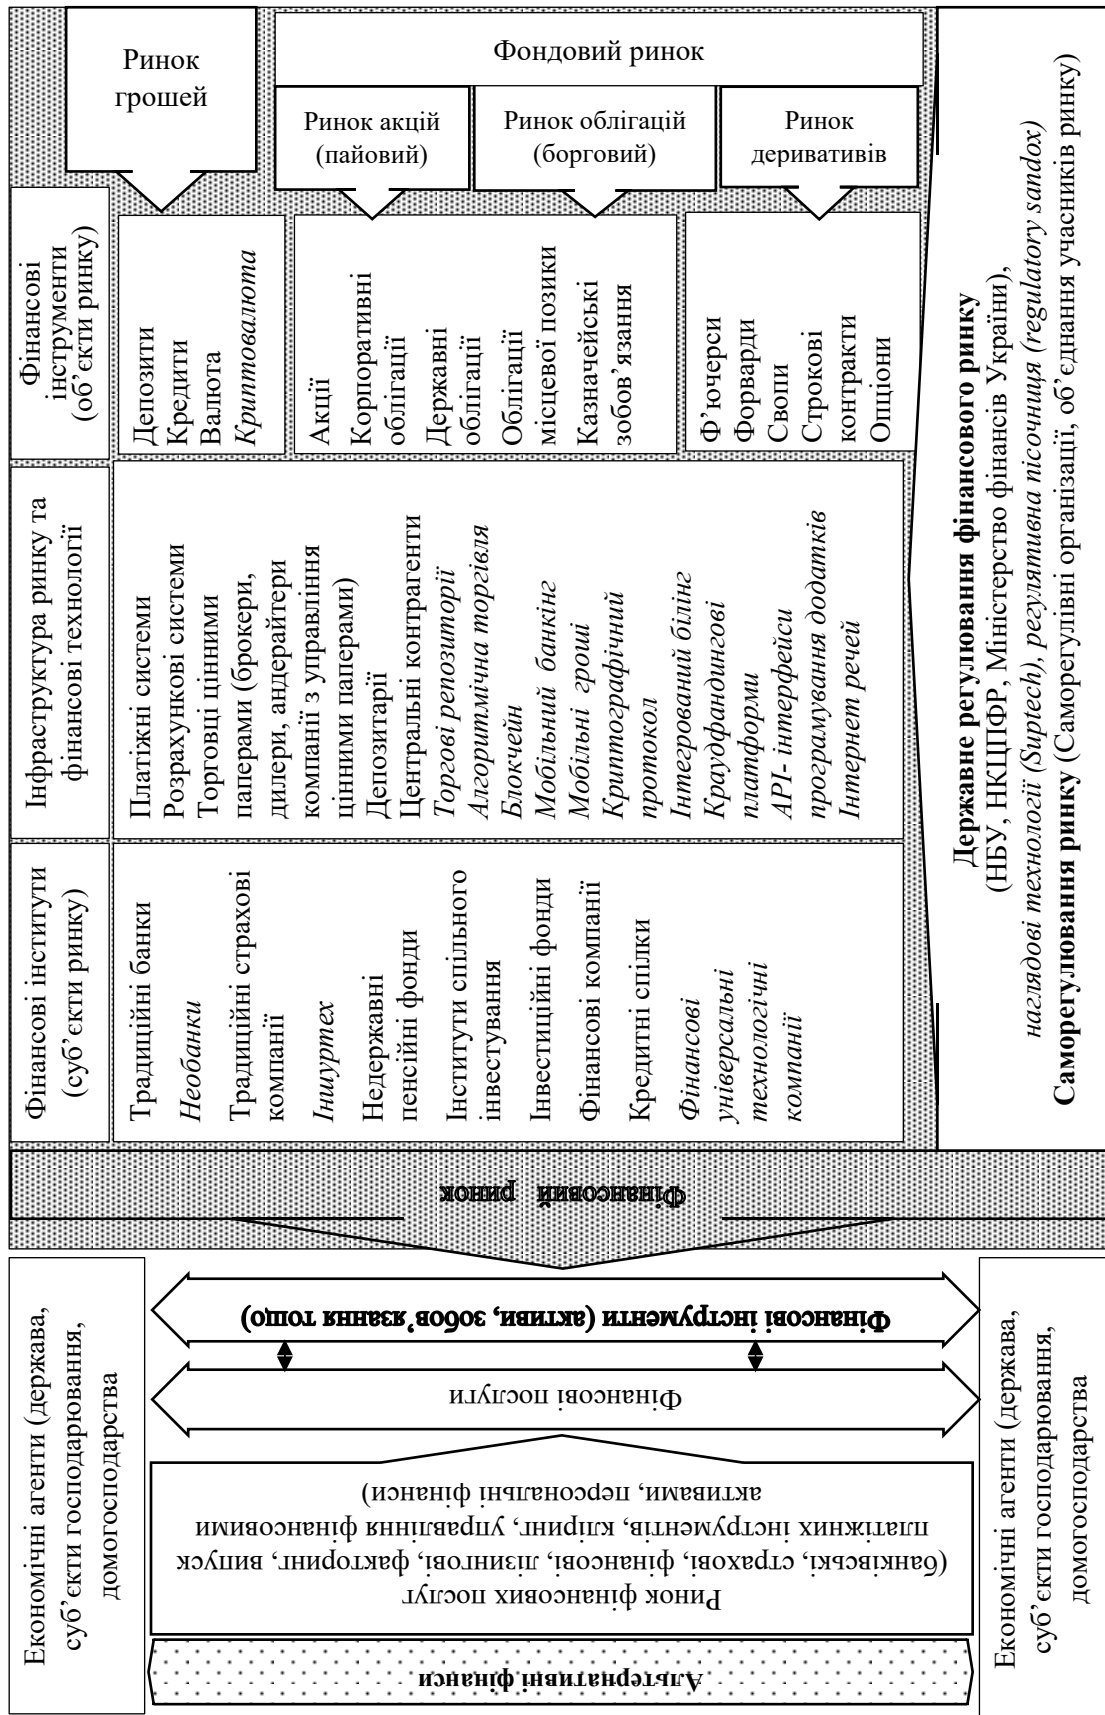 Ринок
грошей
Фондовий ринок
Ринок акцій
(пайовий)
Ринок облігацій
(борговий)
Ринок
деривативів
Фінансові
інструменти
(об’єкти ринку)
Депозити
Кредити
Валюта
Криптовалюта
Акції
Корпоративні
облігації
Державні
облігації
Облігації
місцевої позики
Казначейські
зобов’язання
Ф’ючерси
Форварди
Свопи
Строкові
контракти
Опціони
Інфраструктура ринку та
фінансові технології
Платіжні системи
Розрахункові системи
Торговці цінними
паперами (брокери,
дилери, андерайтери
компанії з управління
цінними паперами)
Депозитарії
Центральні контрагенти
Торгові репозиторії
Алгоритмічна торгівля
Блокчейн
Мобільний банкінг
Мобільні гроші
Криптографічний
протокол
Інтегрований білінг
Краудфандингові
платформи
API- інтерфейси
програмування додатків
Інтернет речей
Фінансові інститути
(суб’єкти ринку)
Традиційні банки
Необанки
Традиційні страхові
компанії
Іншуртех
Недержавні
пенсійні фонди
Інститути спільного
інвестування
Інвестиційні фонди
Фінансові компанії
Кредитні спілки
Фінансові
універсальні
технологічні
компанії
Державне регулювання фінансового ринку
(НБУ, НКЦПФР, Міністерство фінансів України),
наглядові технології (Suptech), регулятивна пісочниця (regulatory sandox)
Саморегулювання ринку (Саморегулівні організації, об’єднання учасників ринку)
Фінансовий ринок
Економічні агенти (держава,
суб’єкти господарювання,
домогосподарства
Фінансові інструменти (активи, зобов’язання тощо)
Фінансові послуги
Ринок фінансових послуг
(банківські, страхові, фінансові, лізингові, факторинг, випуск
платіжних інструментів, кліринг, управління фінансовими
активами, персональні фінанси)
Альтернативні фінанси
Економічні агенти (держава,
суб’єкти господарювання,
домогосподарства